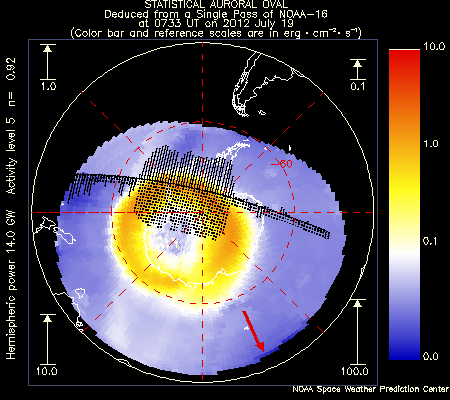 STATISTICAL AURORAL OVAL
Deduced from a Single Pass of NOAA-16
at 0733 UT on 2012 July 19
(Color bar and reference scales are in erg · cm⁻² · s⁻¹)
1.0
0.1
10.0
100.0
-60
Hemispheric power 14.0 GW Activity level 5 n= 0.92
10.0
1.0
0.1
0.0
NOAA Space Weather Prediction Center